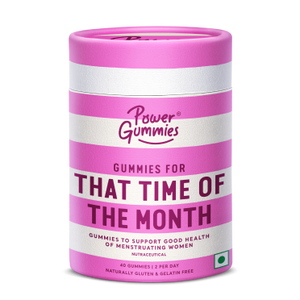 Power®
Gummies
GUMMIES FOR
THAT TIME OF
THE MONTH
GUMMIES TO SUPPORT GOOD HEALTH
OF MENSTRUATING WOMEN
NUTRACEUTICAL
40 GUMMIES | 2 PER DAY
NATURALLY GLUTEN & GELATIN FREE